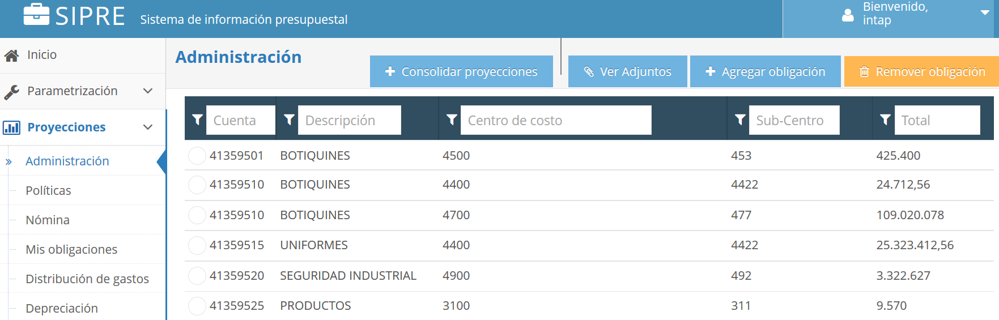 SIPRE Sistema de información presupuestal
Bienvenido,
intap
Inicio
Parametrización
Proyecciones
Administración
Políticas
Nómina
Mis obligaciones
Distribución de gastos
Depreciación
Administración
Consolidar proyecciones Ver Adjuntos Agregar obligación Remover obligación
Cuenta Descripción Centro de costo Sub-Centro Total
41359501 BOTIQUINES 4500 453 425.400
41359510 BOTIQUINES 4400 4422 24.712,56
41359510 BOTIQUINES 4700 477 109.020.078
41359515 UNIFORMES 4400 4422 25.323.412,56
41359520 SEGURIDAD INDUSTRIAL 4900 492 3.322.627
41359525 PRODUCTOS 3100 311 9.570